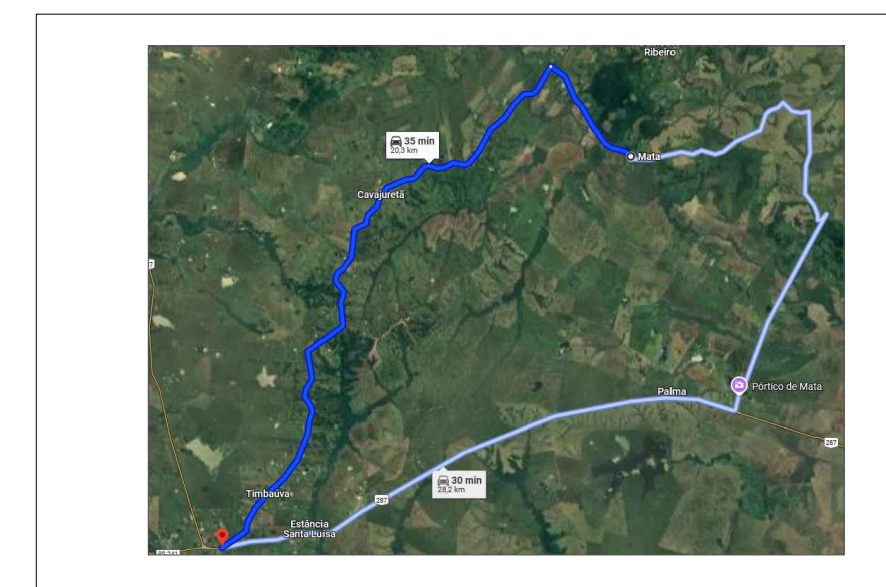 Ribeiro
35 min
20,3 km
Mata
Cavajuretã
7
Pórtico de Mata
Palma
287
30 min
28,2 km
287
Timbaúva
Estância
Santa Luísa